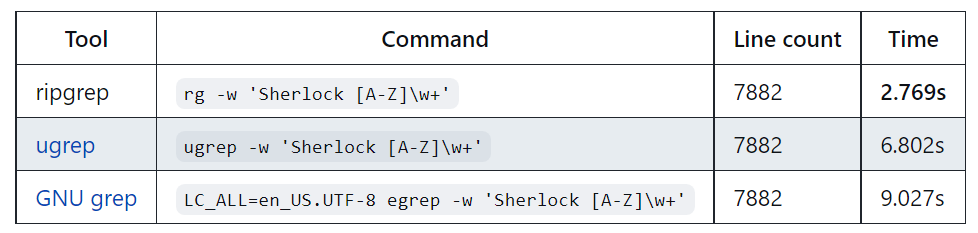 Tool Command Line count Time
ripgrep rg -w 'Sherlock [A-Z]\w+' 7882 2.769s
ugrep ugrep -w 'Sherlock [A-Z]\w+' 7882 6.802s
GNU grep LC_ALL=en_US.UTF-8 egrep -w 'Sherlock [A-Z]\w+' 7882 9.027s